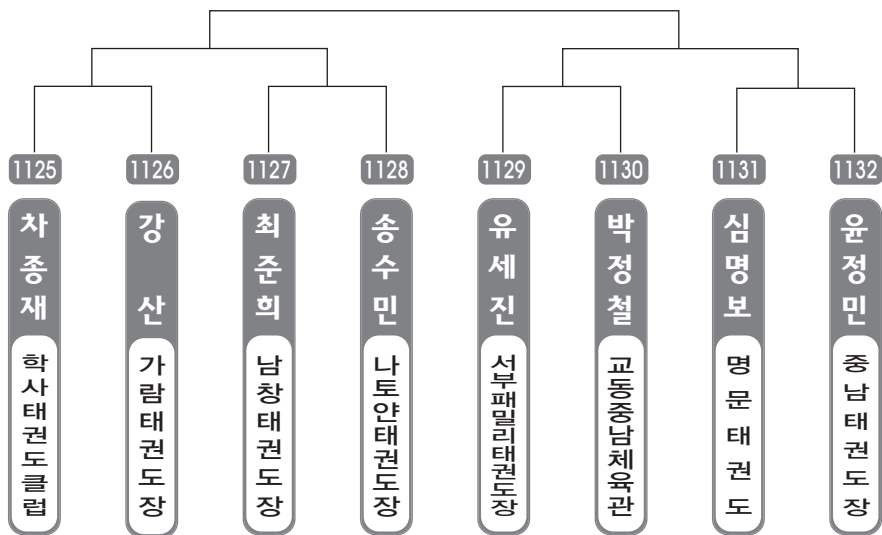 1125
차종재
학사태권도클럽
1126
강 산
가람태권도장
1127
최준희
남창태권도장
1128
송수민
나토얀태권도장
1129
유세진
서부패밀리태권도장
1130
박정철
교동중남체육관
1131
심명보
명문태권도
1132
윤정민
중남태권도장